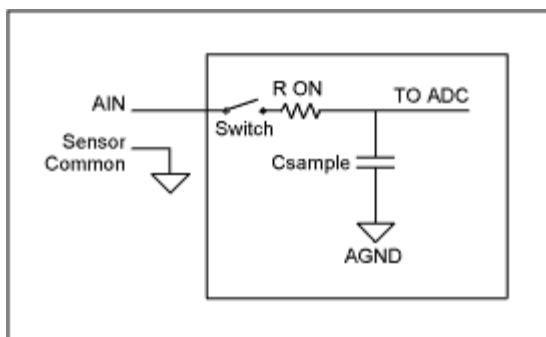 R ON
AIN
TO ADC
Switch
Sensor
Common
Csample
AGND